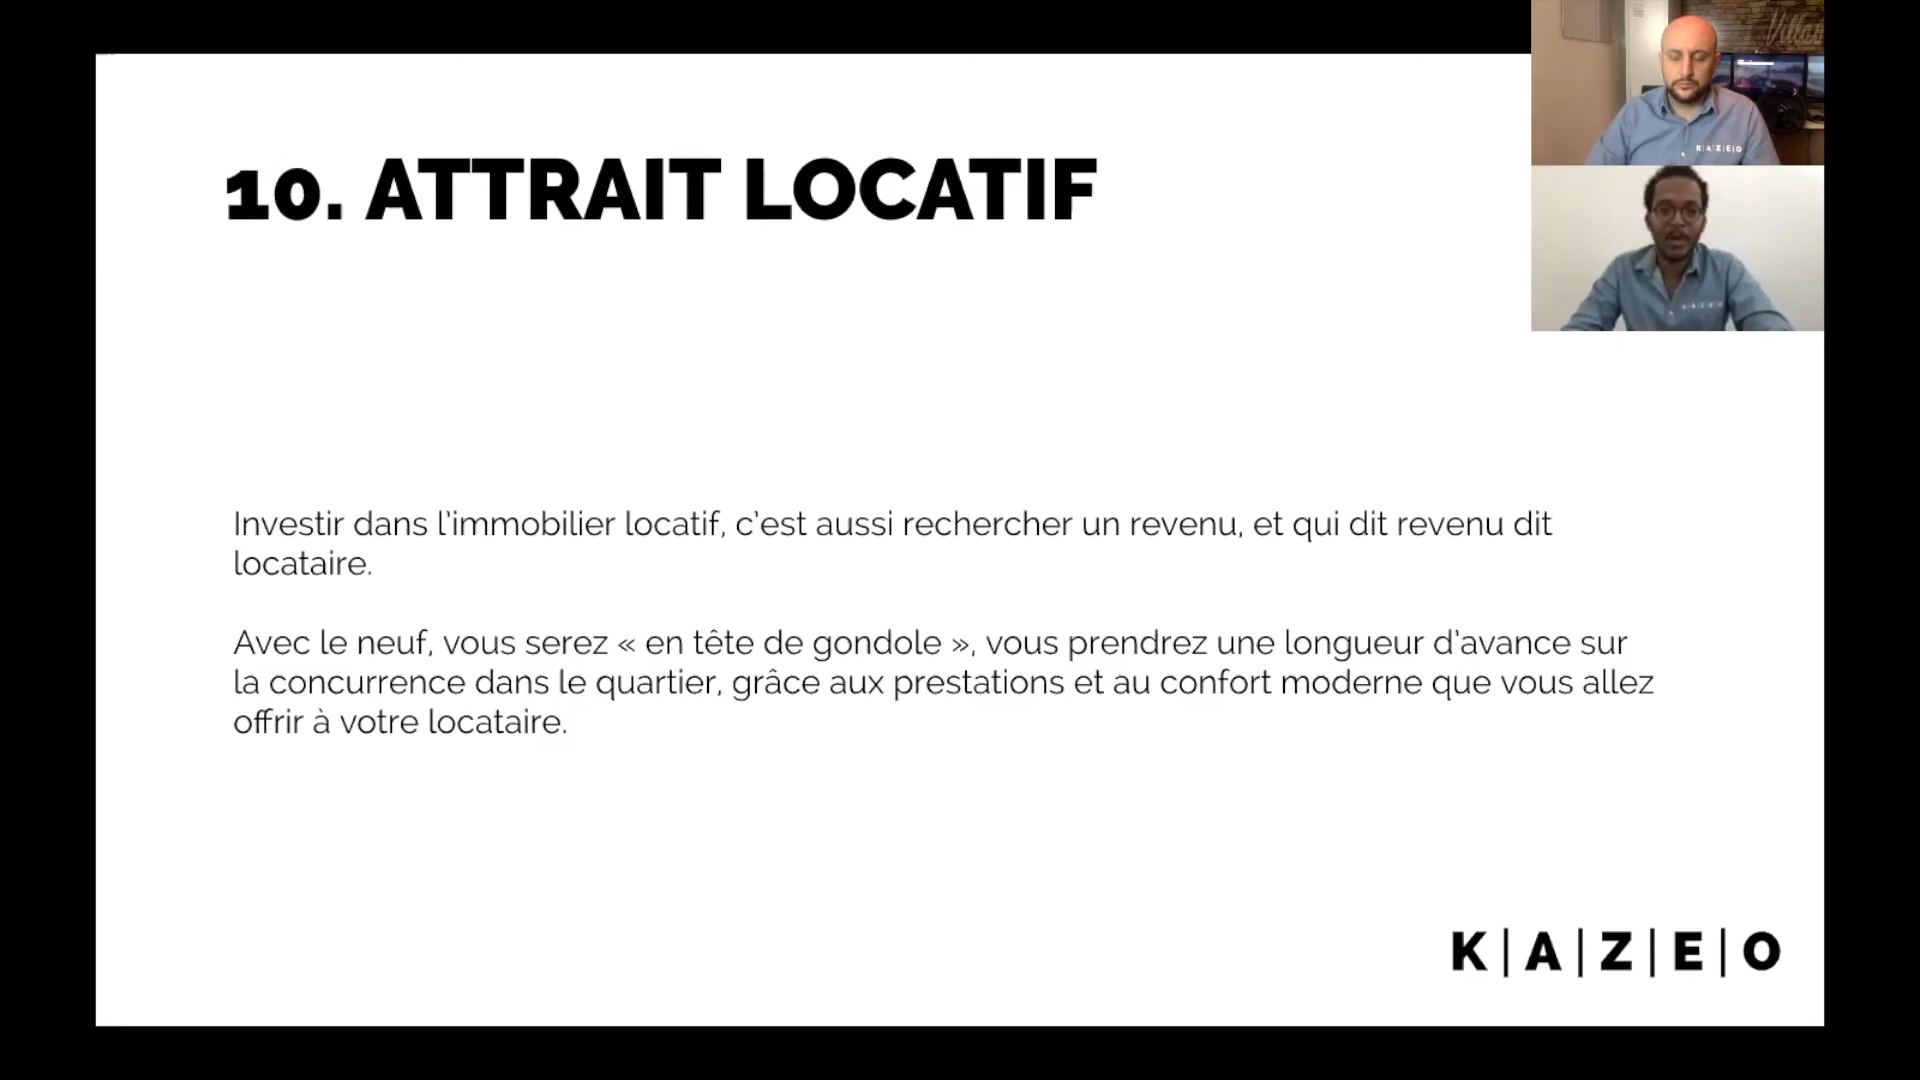 10. ATTRAIT LOCATIF
Investir dans l'immobilier locatif, c'est aussi rechercher un revenu, et qui dit revenu dit
locataire.
Avec le neuf, vous serez « en tête de gondole », vous prendrez une longueur d'avance sur
la concurrence dans le quartier, grâce aux prestations et au confort moderne que vous allez
offrir à votre locataire.
K|A|Z|E|O
K|A|Z|E|O